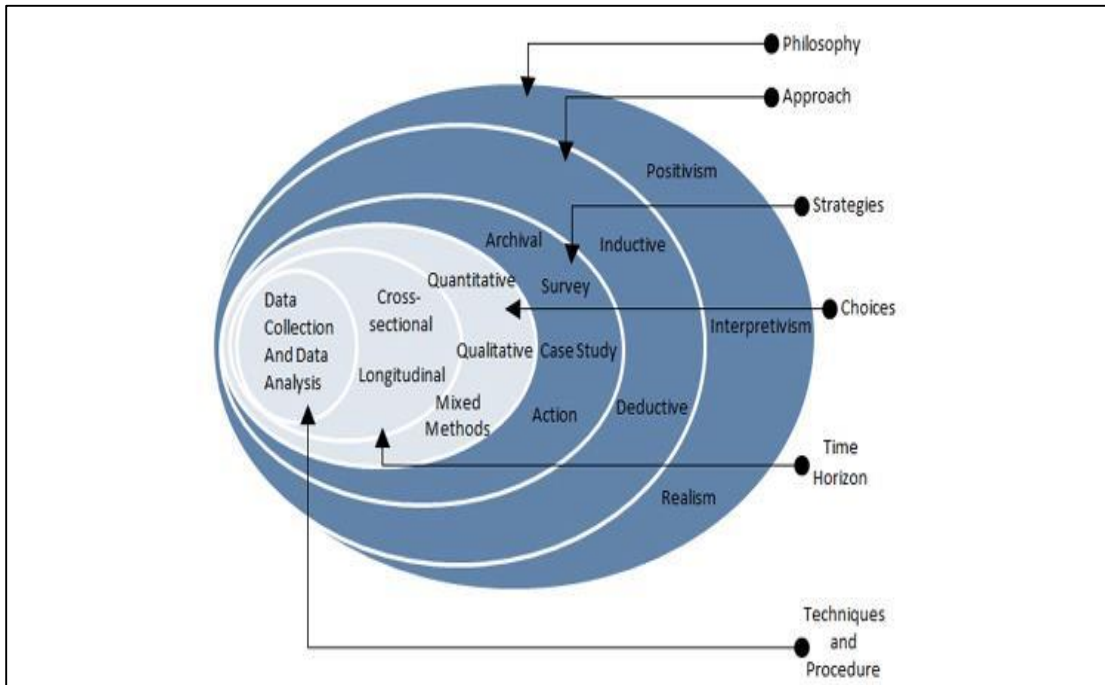 Philosophy
Approach
Positivism
Strategies
Archival
Inductive
Quantitative
Survey
Data
Collection
And Data
Analysis
Cross-
sectional
Choices
Interpretivism
Qualitative
Case Study
Longitudinal
Mixed
Methods
Action
Deductive
Time
Horizon
Realism
Techniques
and
Procedure